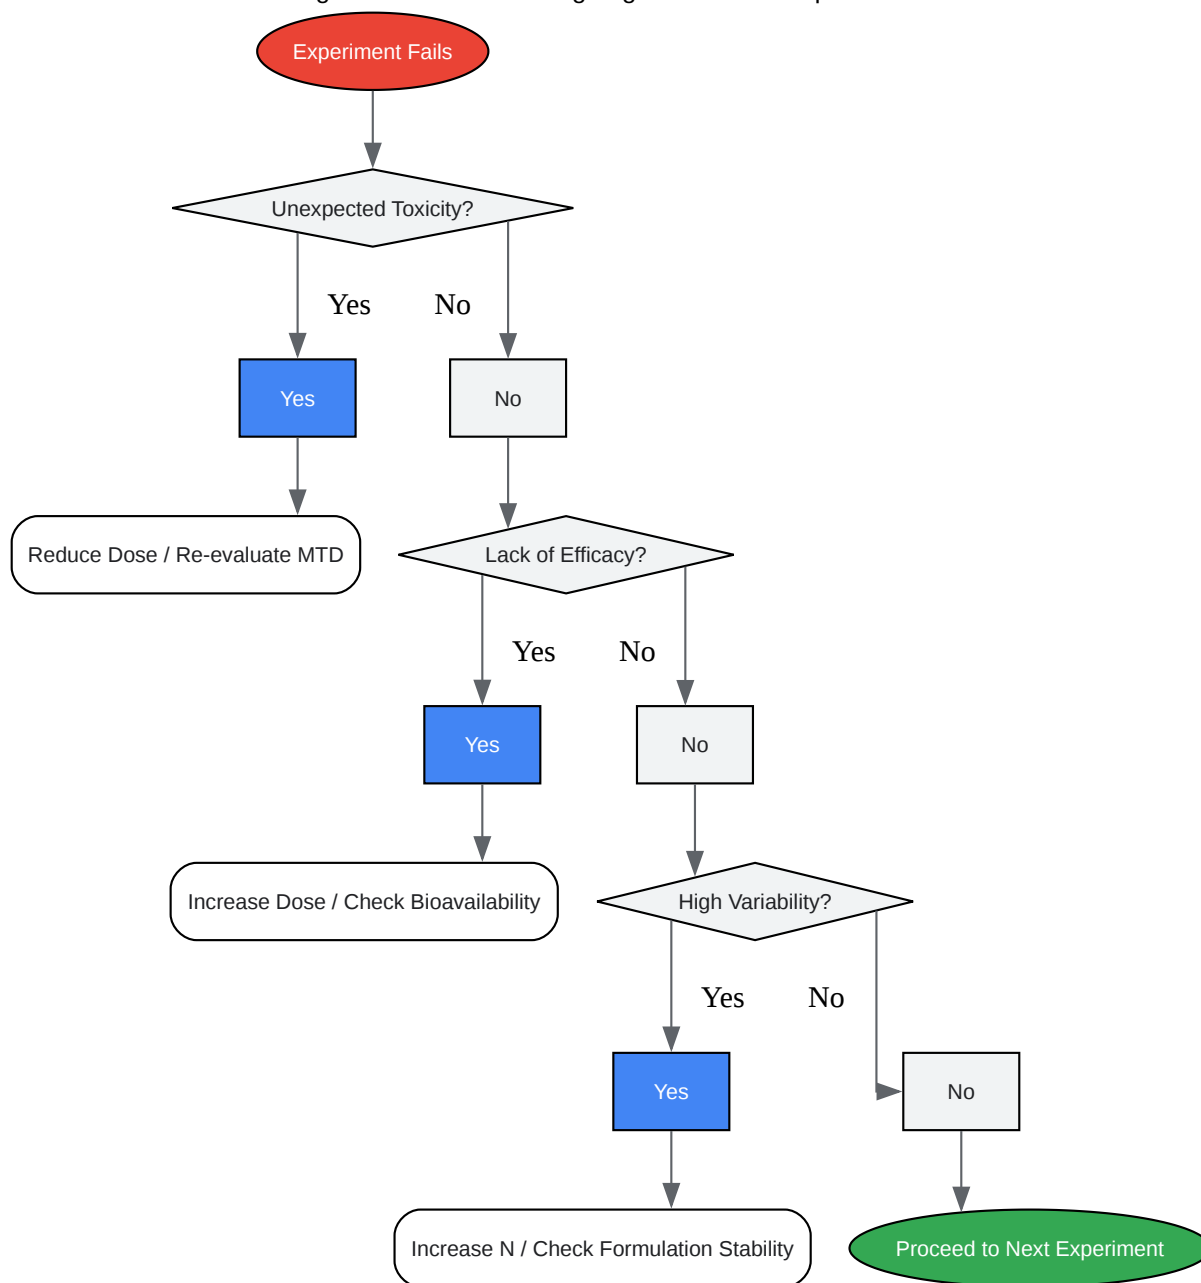 Experiment Fails
Unexpected Toxicity?
Yes No
Yes No
Reduce Dose / Re-evaluate MTD
Lack of Efficacy?
Yes No
Yes No
Increase Dose / Check Bioavailability
High Variability?
Yes No
Yes No
Increase N / Check Formulation Stability
Proceed to Next Experiment